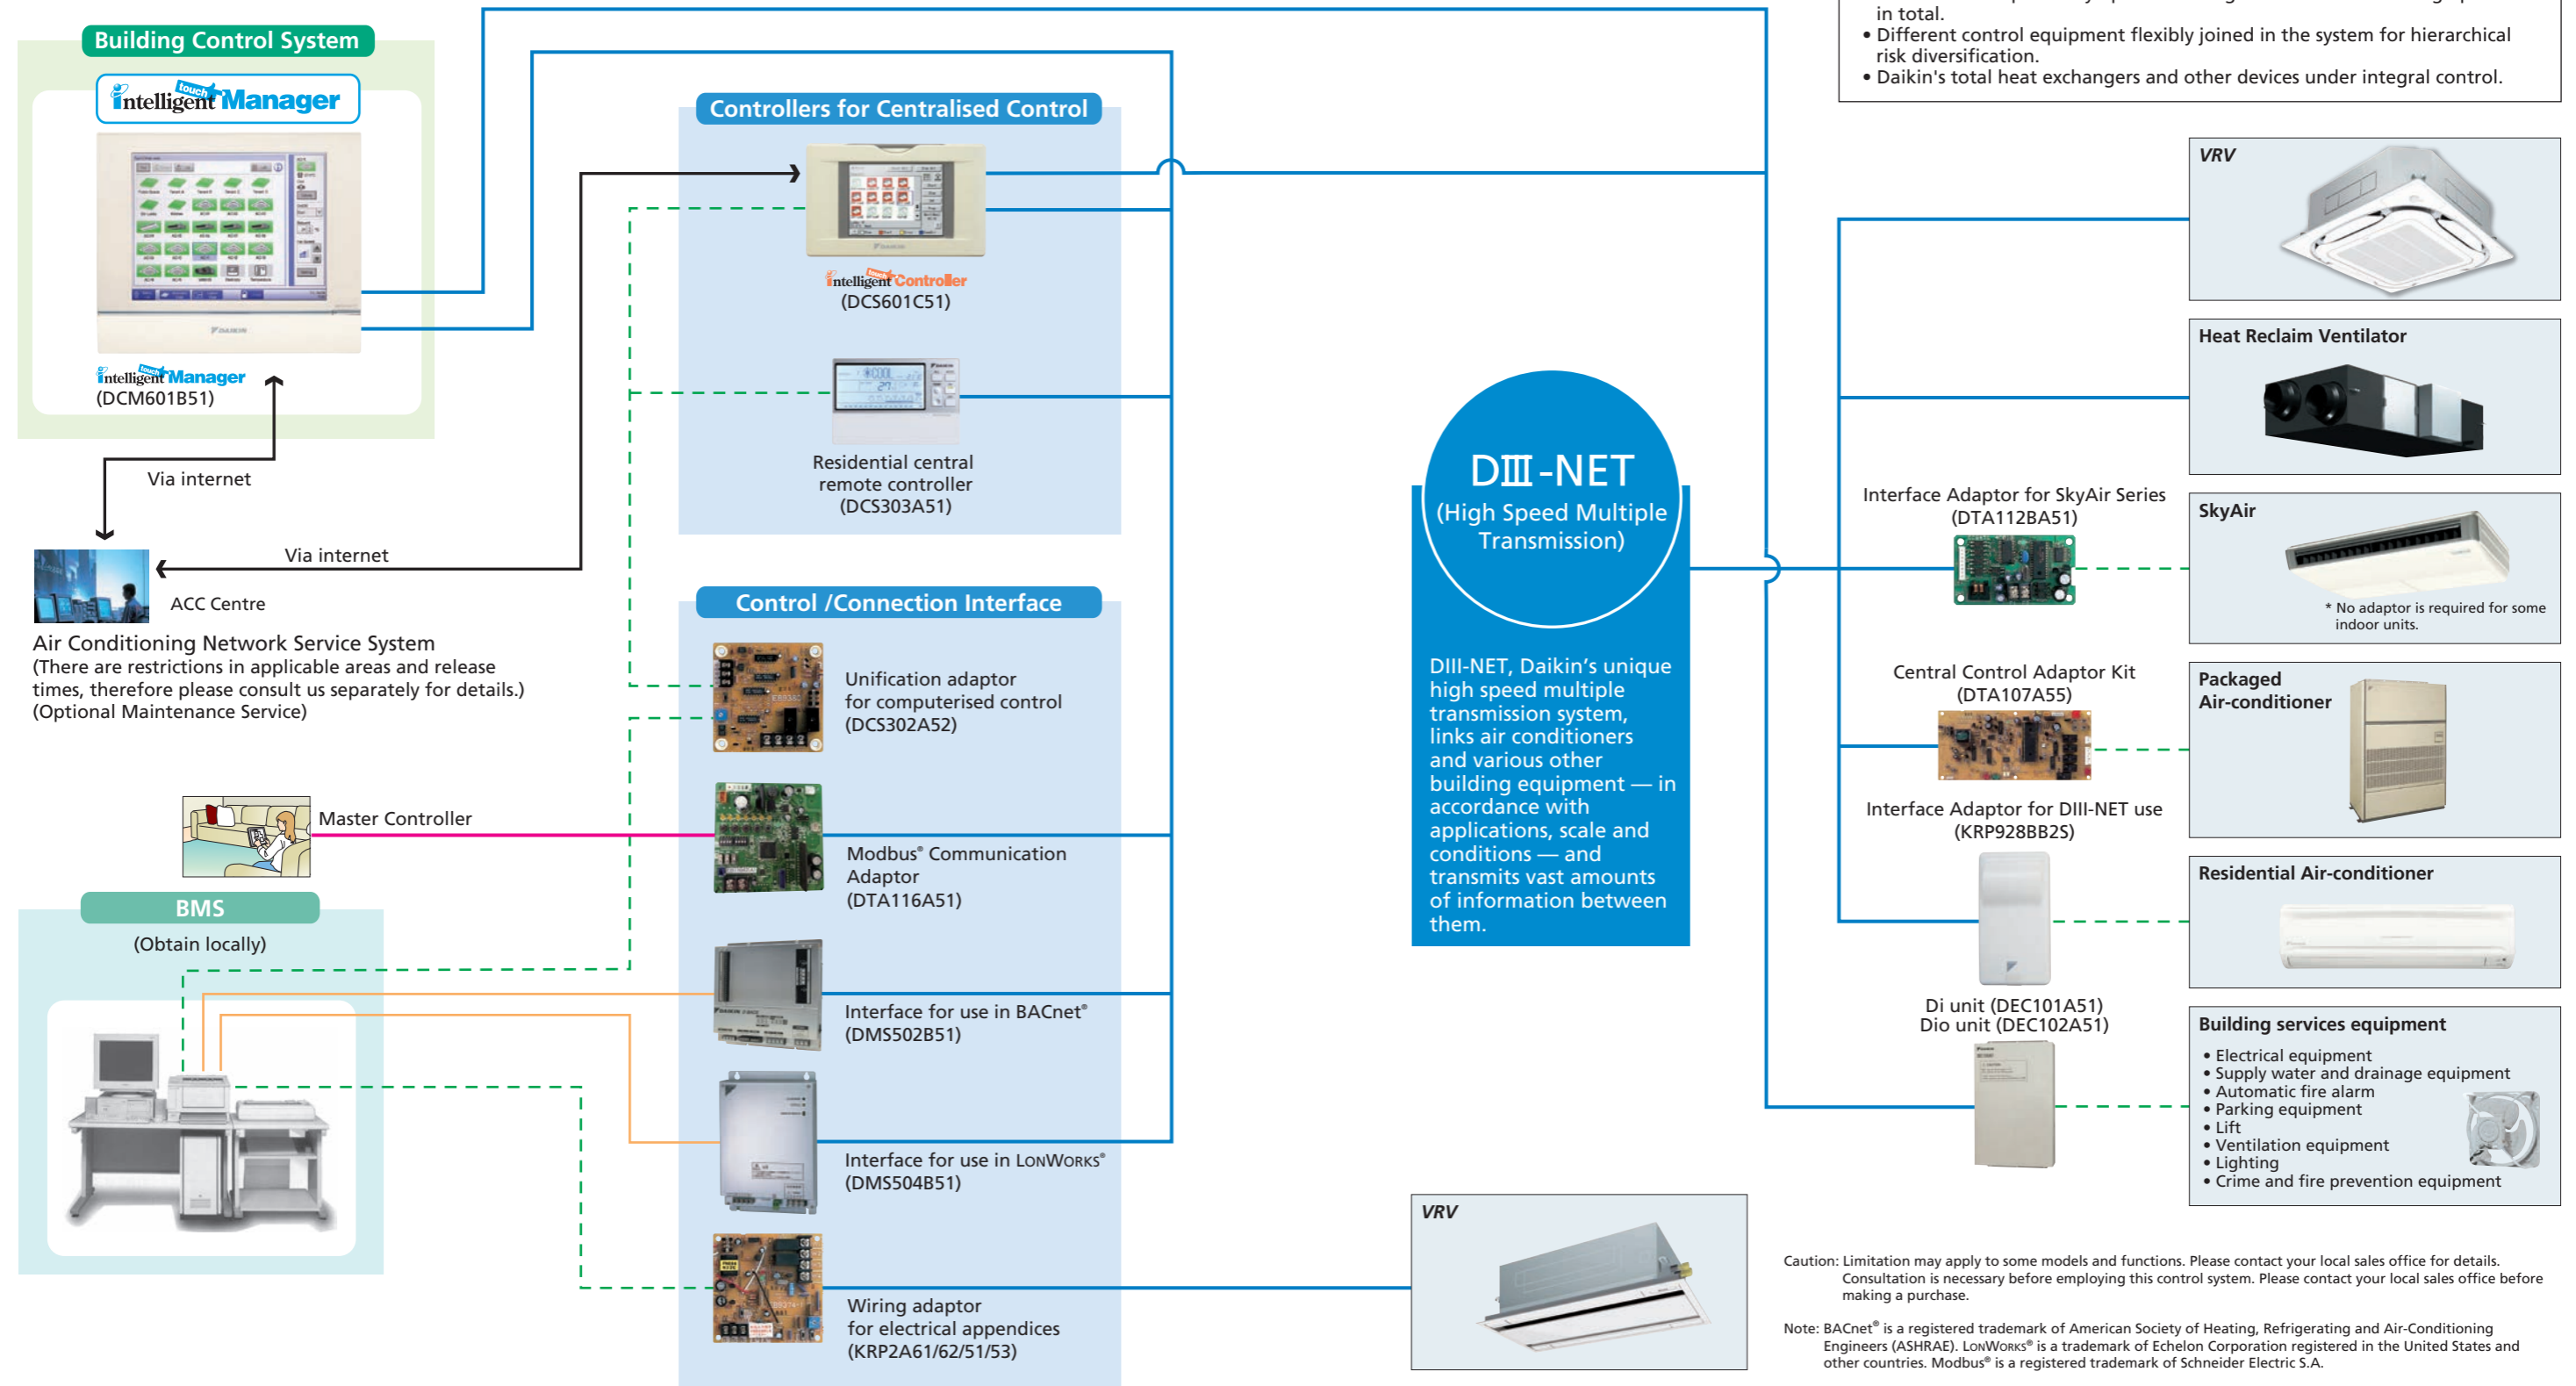 in total.
• Different control equipment flexibly joined in the system for hierarchical
risk diversification.
• Daikin's total heat exchangers and other devices under integral control.
Building Control System
intelligent touch Manager
DAIKIN
intelligent touch Manager
(DCM601B51)
Via internet
Via internet
ACC Centre
Air Conditioning Network Service System
(There are restrictions in applicable areas and release
times, therefore please consult us separately for details.)
(Optional Maintenance Service)
Master Controller
BMS
(Obtain locally)
Controllers for Centralised Control
DAIKIN
intelligent touch Controller
(DCS601C51)
Residential central
remote controller
(DCS303A51)
Control /Connection Interface
Unification adaptor
for computerised control
(DCS302A52)
Modbus® Communication
Adaptor
(DTA116A51)
Interface for use in BACnet®
(DMS502B51)
Interface for use in LONWORKS®
(DMS504B51)
Wiring adaptor
for electrical appendices
(KRP2A61/62/51/53)
DⅢ-NET
(High Speed Multiple
Transmission)
DIII-NET, Daikin’s unique
high speed multiple
transmission system,
links air conditioners
and various other
building equipment — in
accordance with
applications, scale and
conditions — and
transmits vast amounts
of information between
them.
VRV
VRV
Heat Reclaim Ventilator
Interface Adaptor for SkyAir Series
(DTA112BA51)
SkyAir
* No adaptor is required for some
indoor units.
Central Control Adaptor Kit
(DTA107A55)
Packaged
Air-conditioner
Interface Adaptor for DIII-NET use
(KRP928BB2S)
Residential Air-conditioner
Di unit (DEC101A51)
Dio unit (DEC102A51)
Building services equipment
• Electrical equipment
• Supply water and drainage equipment
• Automatic fire alarm
• Parking equipment
• Lift
• Ventilation equipment
• Lighting
• Crime and fire prevention equipment
Caution: Limitation may apply to some models and functions. Please contact your local sales office for details.
Consultation is necessary before employing this control system. Please contact your local sales office before
making a purchase.
Note: BACnet® is a registered trademark of American Society of Heating, Refrigerating and Air-Conditioning
Engineers (ASHRAE). LONWORKS® is a trademark of Echelon Corporation registered in the United States and
other countries. Modbus® is a registered trademark of Schneider Electric S.A.